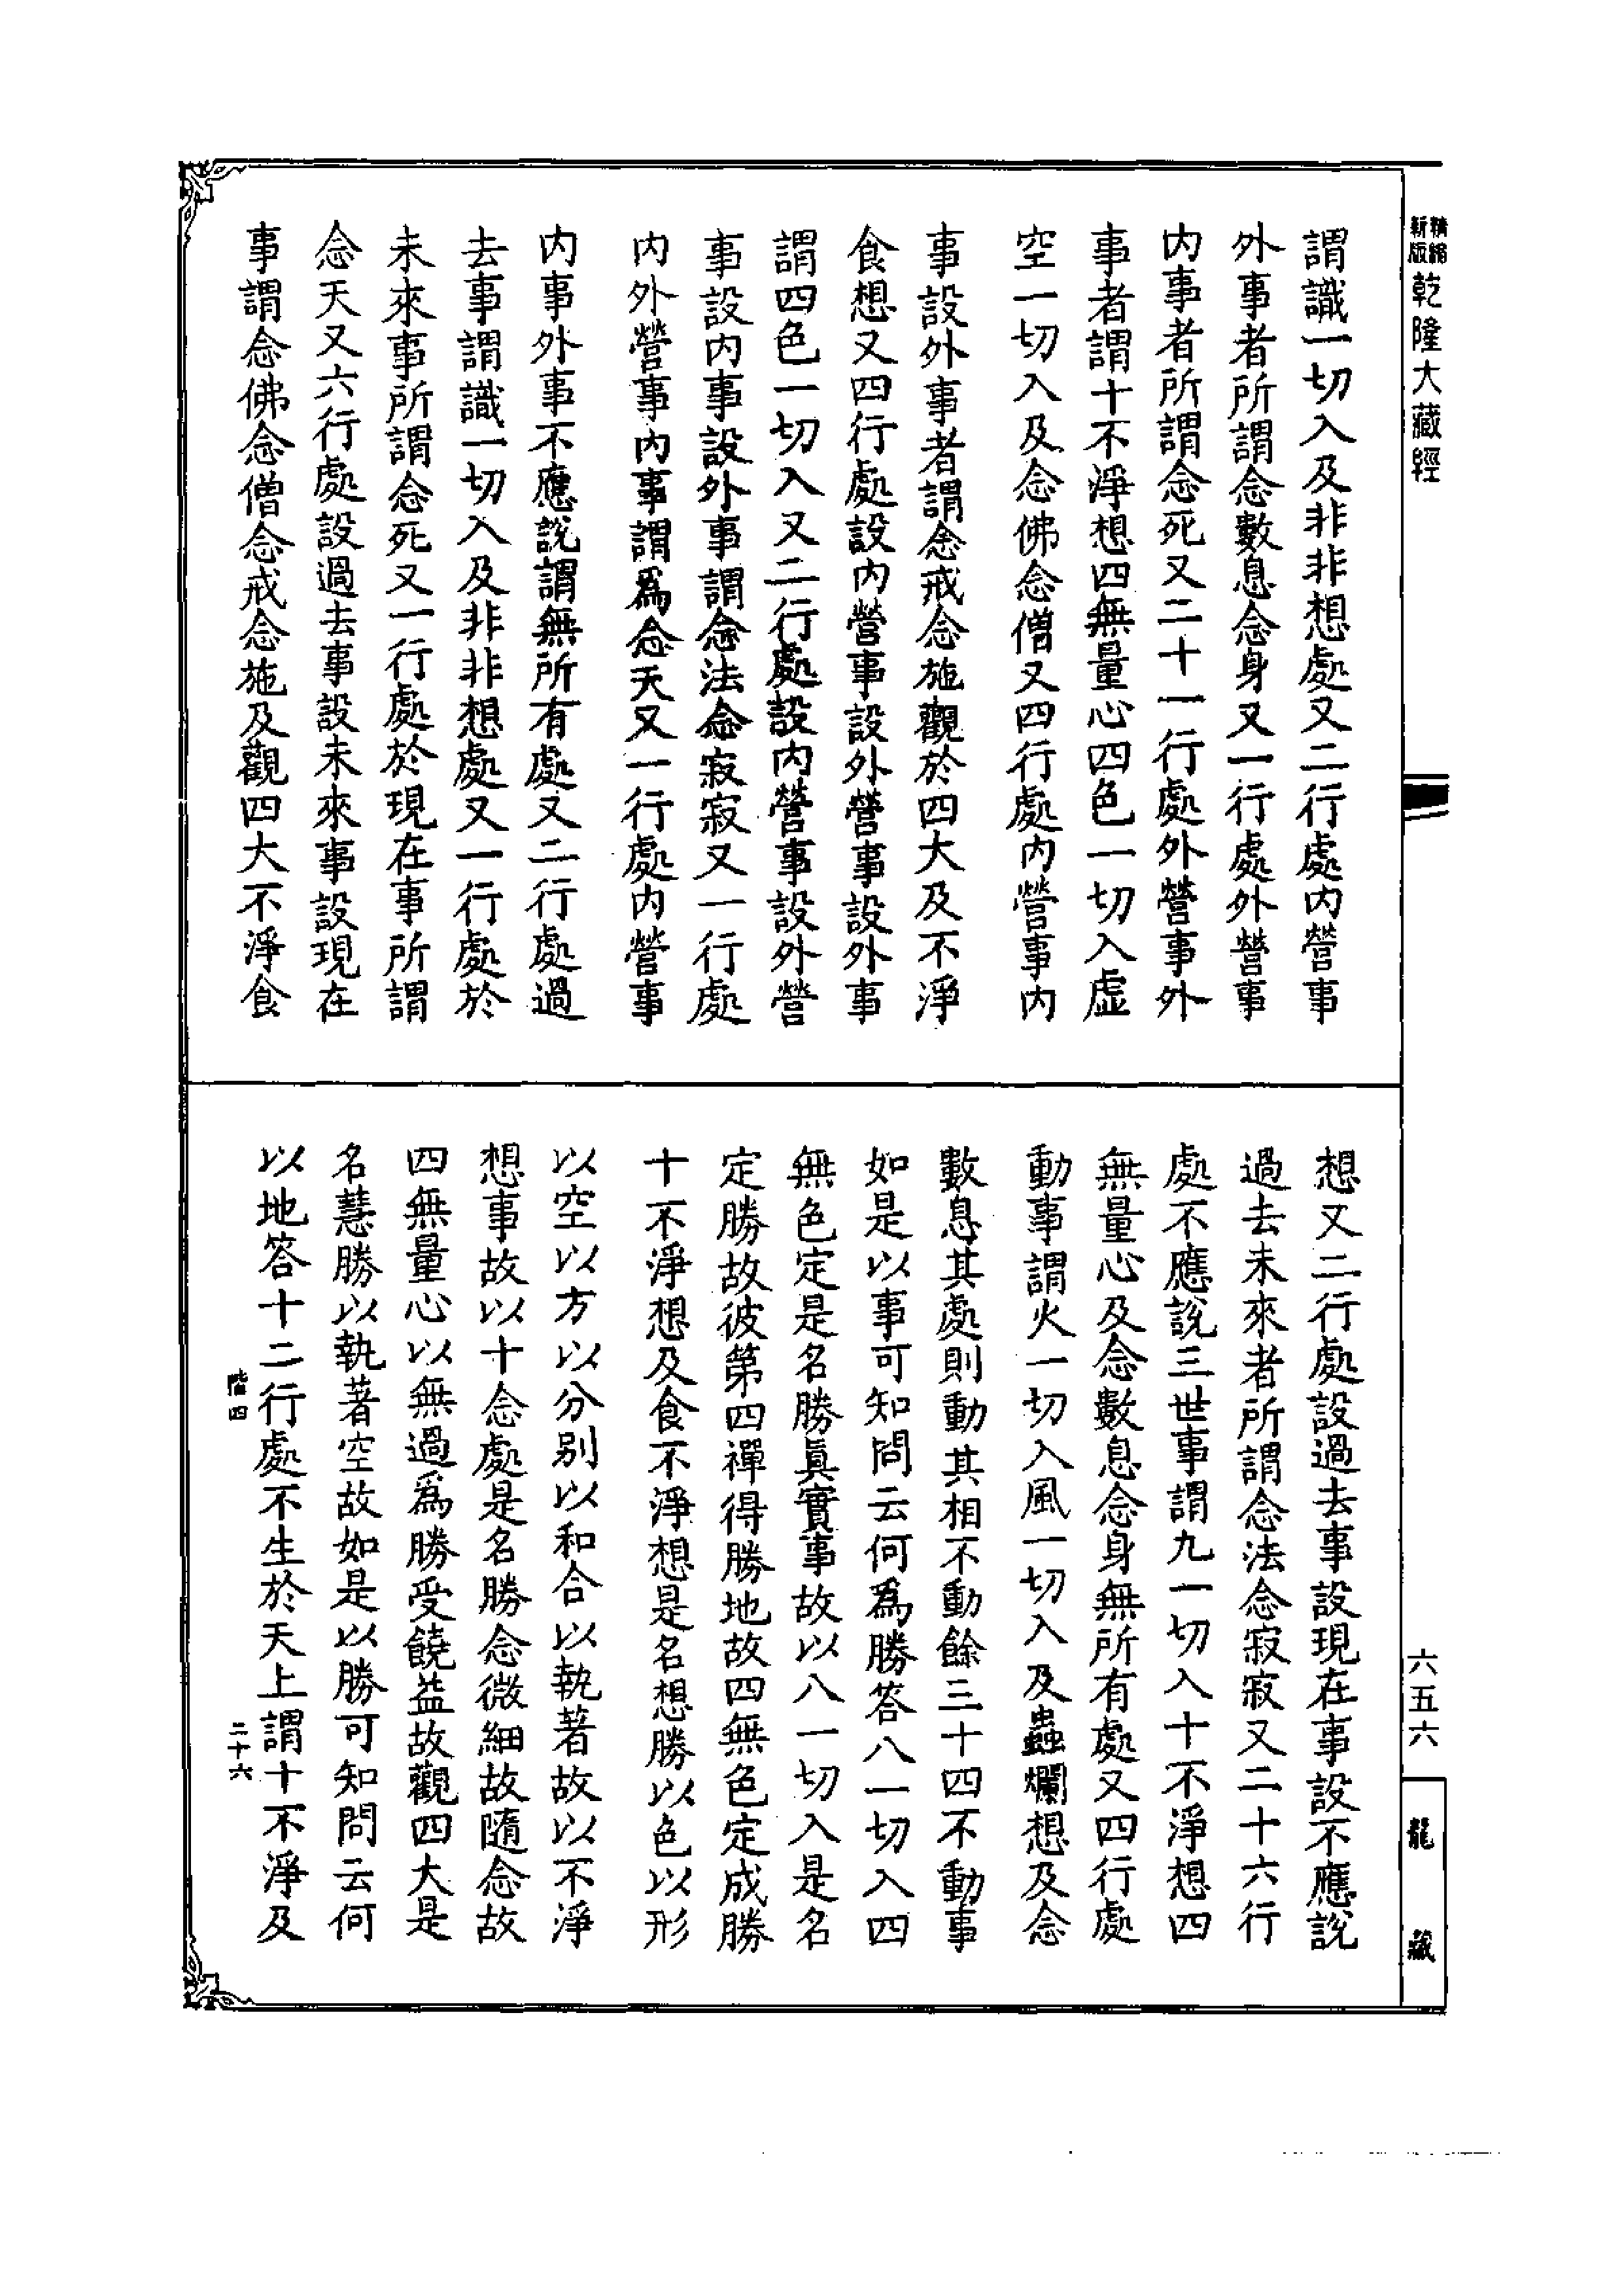 精縮新版
乾隆大藏經
六五六
龍藏
謂識一切入及非非想處又二行處內營事
外事者所謂念數息念身又一行處外營事
內事者所謂念死又二十一行處外營事外
事者謂十不淨想四無量心四色一切入虛
空一切入及念佛念僧又四行處內營事內
事設外事者謂念戒念施觀於四大及不淨
食想又四行處設內營事設外營事設外事
謂四色一切入又二行處設內營事設外營
事設內事設外事謂念法念寂寂又一行處
內外營事內事謂爲念天又一行處內營事
內事外事不應說謂無所有處又二行處過
去事謂識一切入及非非想處又一行處於
未來事所謂念死又一行處於現在事所謂
念天又六行處設過去事設未來事設現在
事謂念佛念僧念戒念施及觀四大不淨食
想又二行處設過去事設現在事設不應說
過去未來者所謂念法念寂寂又二十六行
處不應說三世事謂九一切入十不淨想四
無量心及念數息念身無所有處又四行處
動事謂火一切入風一切入及蟲爛想及念
數息其處則動其相不動餘三十四不動事
如是以事可知問云何爲勝答八一切入四
無色定是名勝眞實事故以八一切入是名
定勝故彼第四禪得勝地故四無色定成勝
十不淨想及食不淨想是名想勝以色以形
以空以方以分別以和合以執著故以不淨
想事故以十念處是名勝念微細故隨念故
四無量心以無過爲勝受饒益故觀四大是
名慧勝以執著空故如是以勝可知問云何
以地答十二行處不生於天上謂十不淨及
階四
二十六